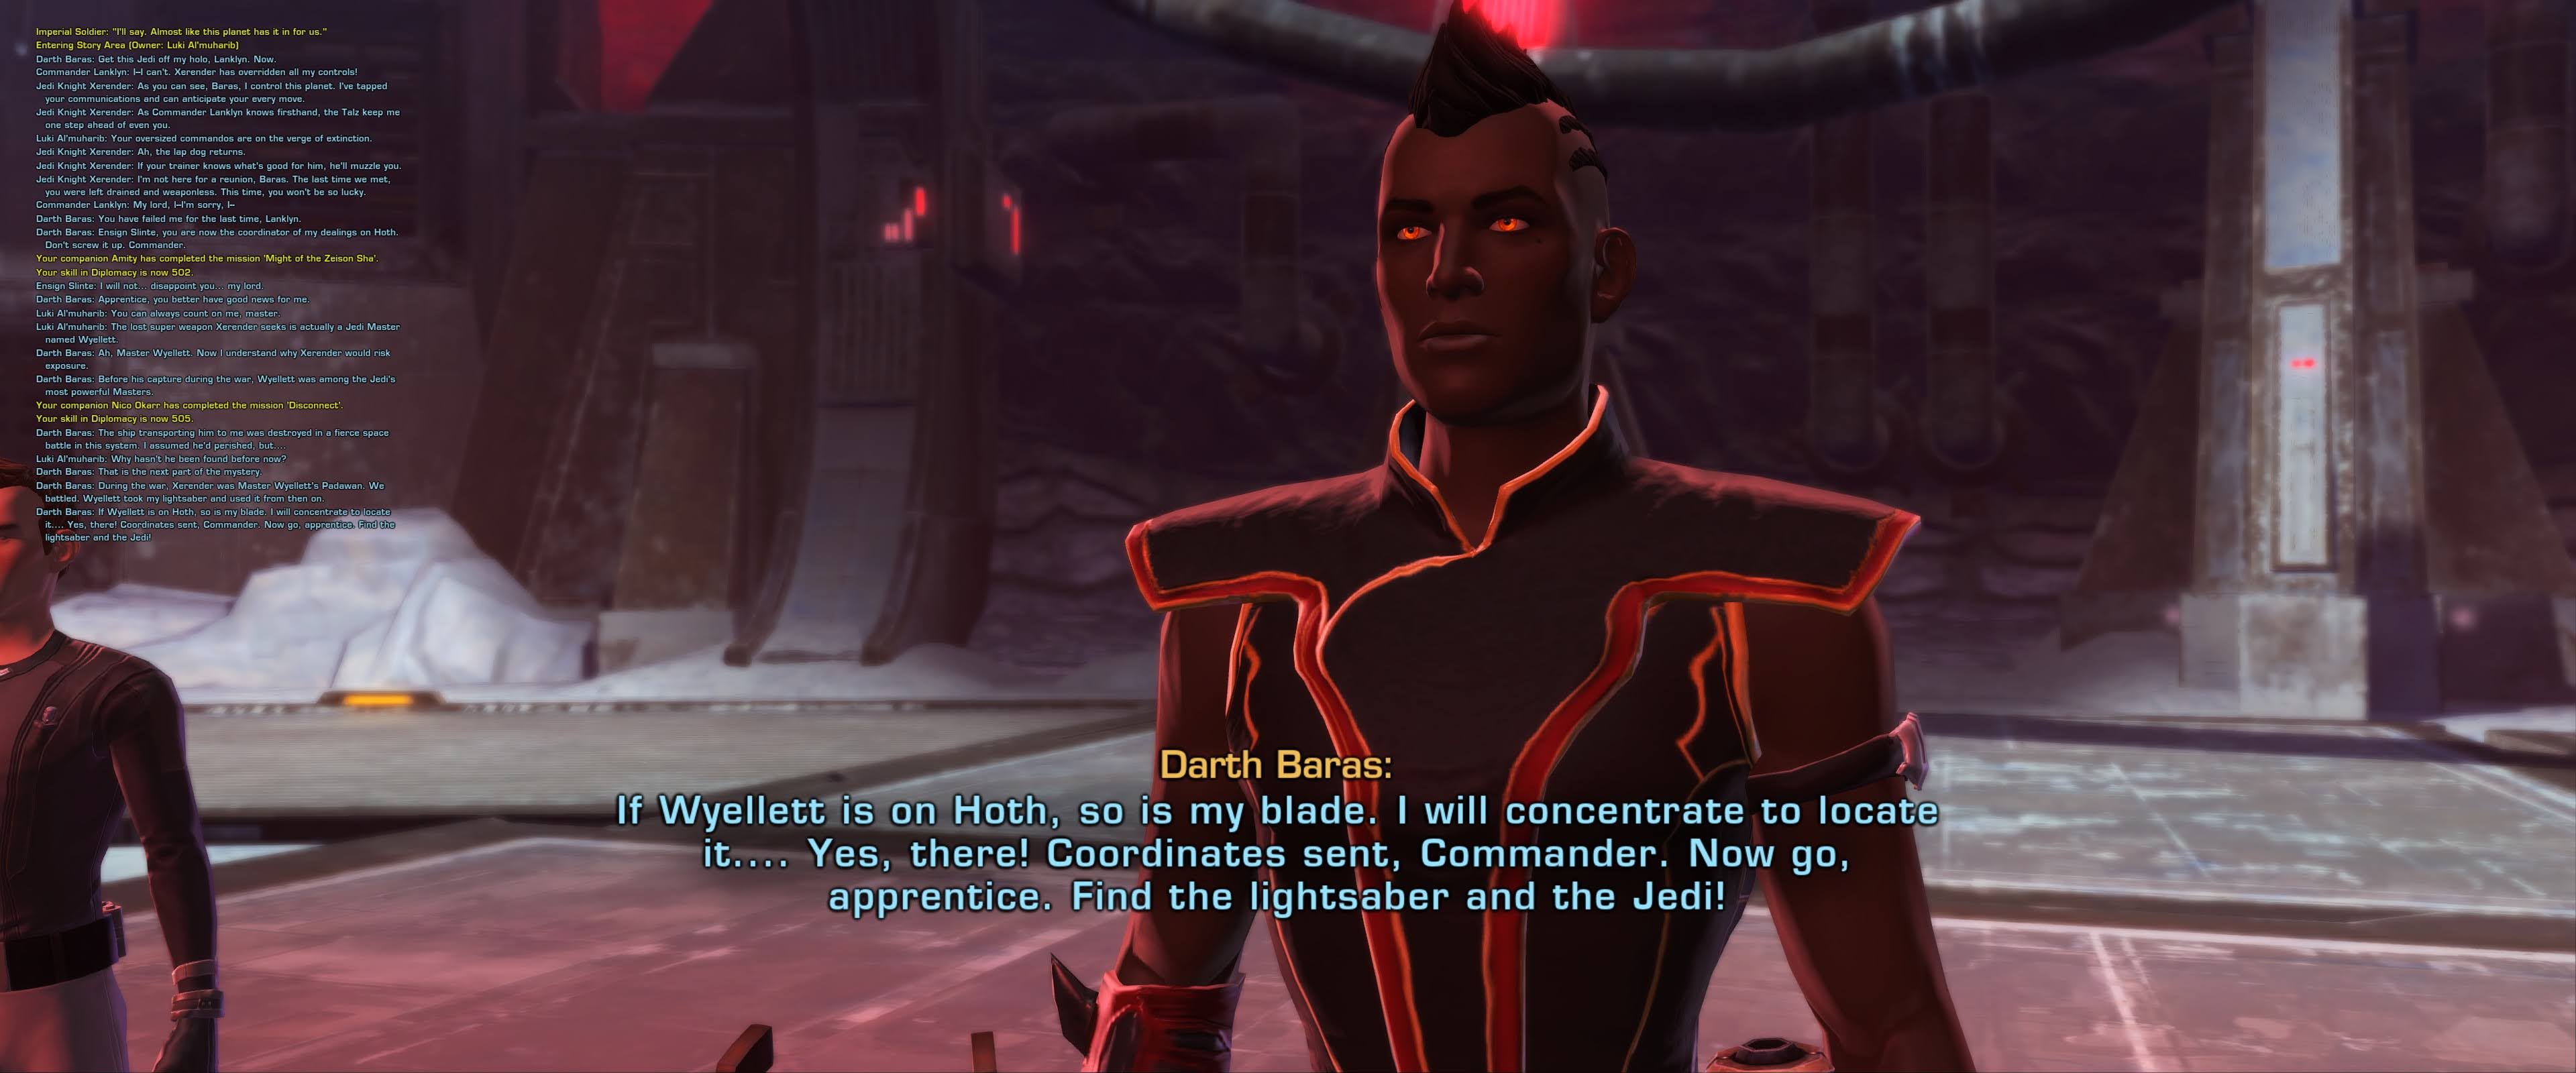 Imperial Soldier: "I'll say. Almost like this planet has it in for us."
Entering Story Area (Owner: Luki Al'muharib)
Darth Baras: Get this Jedi off my holo, Lanklyn. Now.
Commander Lanklyn: I–I can't. Xerender has overridden all my controls!
Jedi Knight Xerender: As you can see, Baras, I control this planet. I've tapped
your communications and can anticipate your every move.
Jedi Knight Xerender: As Commander Lanklyn knows firsthand, the Talz keep me
one step ahead of even you.
Luki Al'muharib: Your oversized commandos are on the verge of extinction.
Jedi Knight Xerender: Ah, the lap dog returns.
Jedi Knight Xerender: If your trainer knows what's good for him, he'll muzzle you.
Jedi Knight Xerender: I'm not here for a reunion, Baras. The last time we met,
you were left drained and weaponless. This time, you won't be so lucky.
Commander Lanklyn: My lord, I–I'm sorry, I–
Darth Baras: You have failed me for the last time, Lanklyn.
Darth Baras: Ensign Slinte, you are now the coordinator of my dealings on Hoth.
Don't screw it up. Commander.
Your companion Amity has completed the mission 'Might of the Zeison Sha'.
Your skill in Diplomacy is now 502.
Ensign Slinte: I will not... disappoint you... my lord.
Darth Baras: Apprentice, you better have good news for me.
Luki Al'muharib: You can always count on me, master.
Luki Al'muharib: The lost super weapon Xerender seeks is actually a Jedi Master
named Wyellett.
Darth Baras: Ah, Master Wyellett. Now I understand why Xerender would risk
exposure.
Darth Baras: Before his capture during the war, Wyellett was among the Jedi's
most powerful Masters.
Your companion Nico Okarr has completed the mission 'Disconnect'.
Your skill in Diplomacy is now 505.
Darth Baras: The ship transporting him to me was destroyed in a fierce space
battle in this system. I assumed he'd perished, but....
Luki Al'muharib: Why hasn't he been found before now?
Darth Baras: That is the next part of the mystery.
Darth Baras: During the war, Xerender was Master Wyellett's Padawan. We
battled. Wyellett took my lightsaber and used it from then on.
Darth Baras: If Wyellett is on Hoth, so is my blade. I will concentrate to locate
it.... Yes, there! Coordinates sent, Commander. Now go, apprentice. Find the
lightsaber and the Jedi!
Darth Baras:
If Wyellett is on Hoth, so is my blade. I will concentrate to locate
it.... Yes, there! Coordinates sent, Commander. Now go,
apprentice. Find the lightsaber and the Jedi!